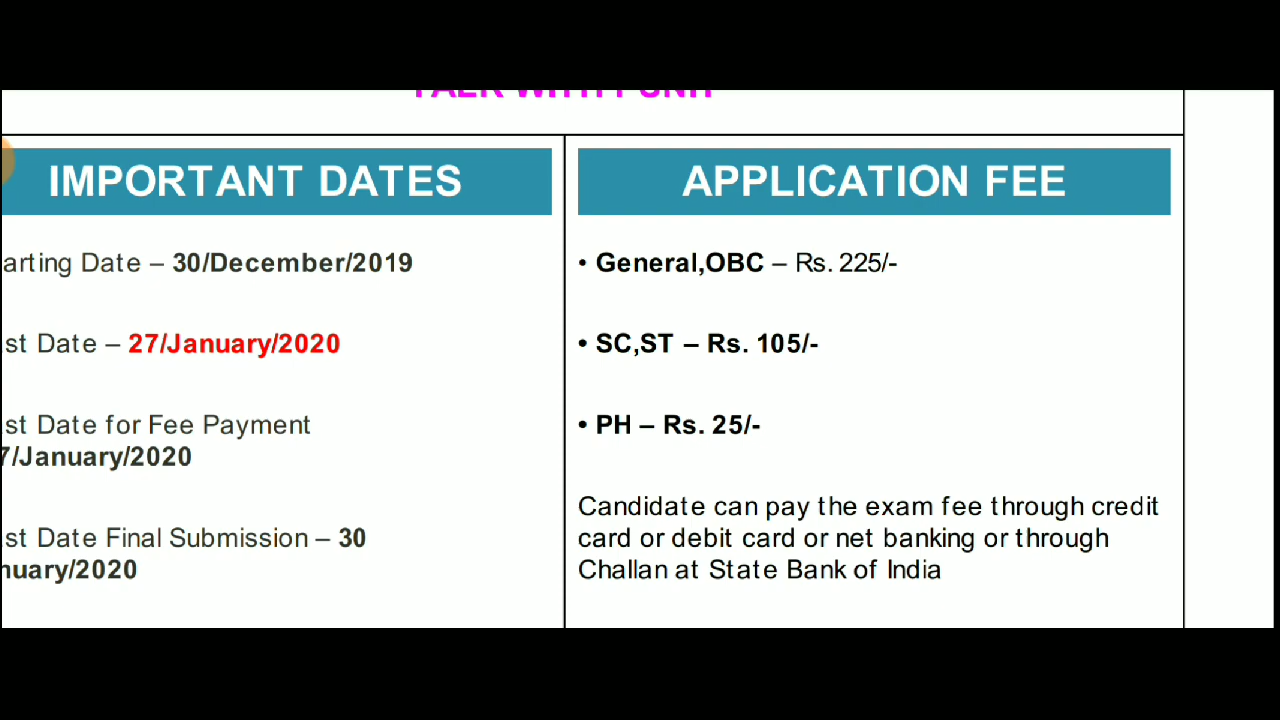 IMPORTANT DATES
arting Date – 30/December/2019
st Date – 27/January/2020
st Date for Fee Payment
7/January/2020
st Date Final Submission – 30
nuary/2020
APPLICATION FEE
• General,OBC – Rs. 225/-
• SC,ST – Rs. 105/-
• PH – Rs. 25/-
Candidate can pay the exam fee through credit
card or debit card or net banking or through
Challan at State Bank of India